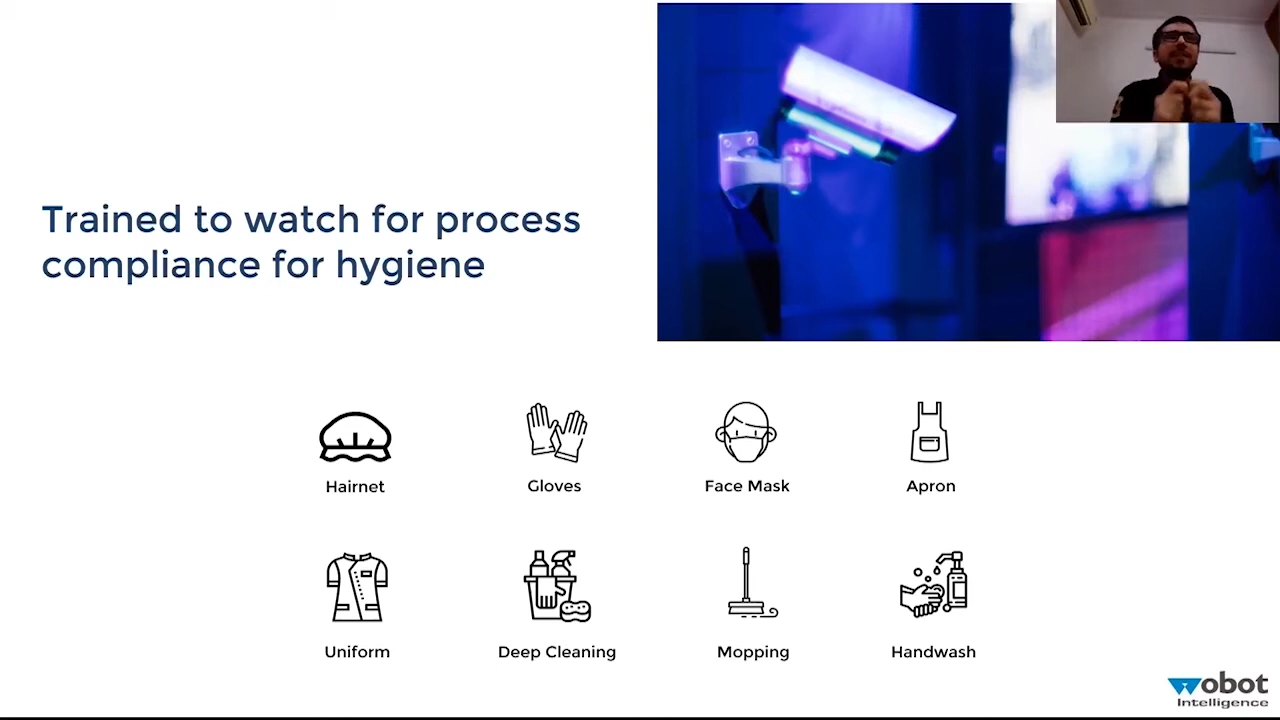 Trained to watch for process
compliance for hygiene
Hairnet
Gloves
Face Mask
Apron
Uniform
Deep Cleaning
Mopping
Handwash
Wobot
Intelligence